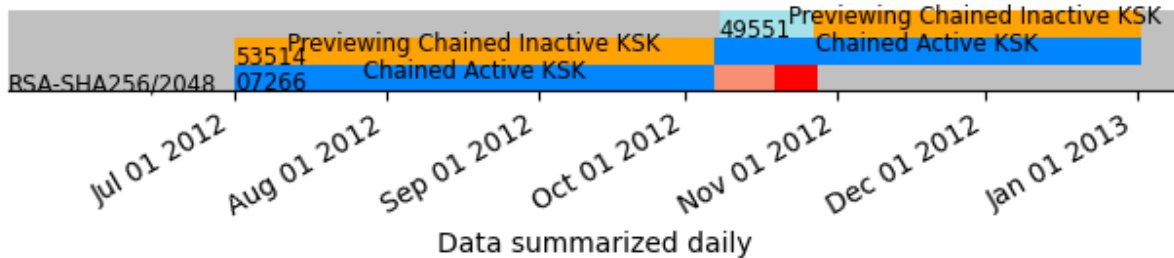 Previewing Chained Inactive KSK
49551
Previewing Chained Inactive KSK
Chained Active KSK
53514
Chained Active KSK
RSA-SHA256/2048
07266
Jul 01 2012
Aug 01 2012
Sep 01 2012
Oct 01 2012
Nov 01 2012
Dec 01 2012
Jan 01 2013
Data summarized daily